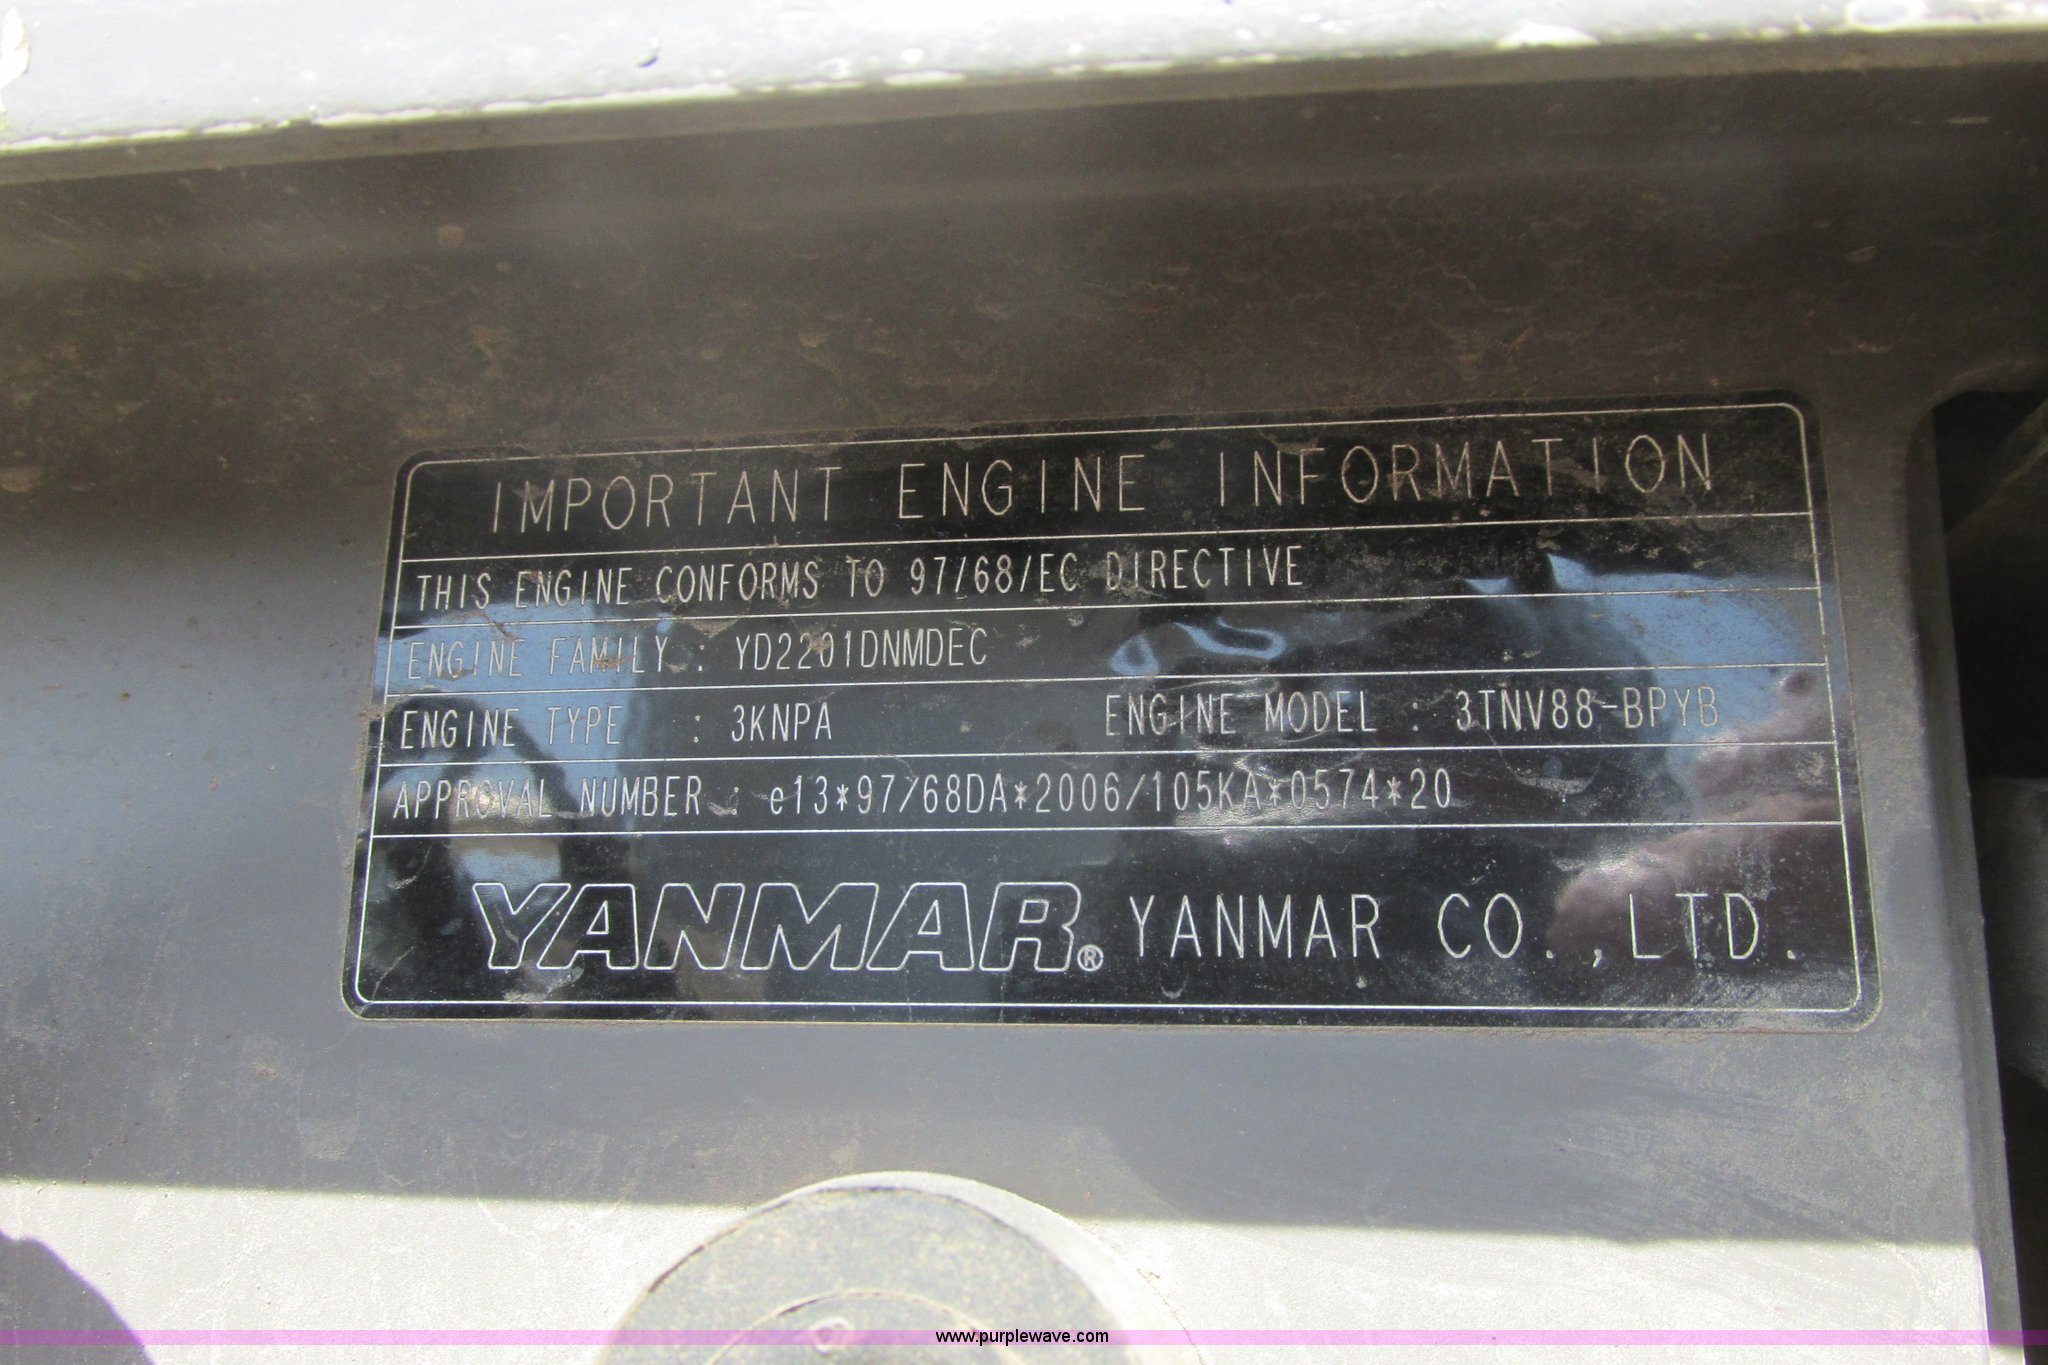 IMPORTANT ENGINE INFORMATION
THIS ENGINE CONFORMS TO 97/68/EC DIRECTIVE
ENGINE FAMILY : YD2201DNMDEC
ENGINE TYPE : 3KNPA ENGINE MODEL : 3TNV88-BPYB
APPROVAL NUMBER : e13*97/68DA*2006/105KA*0574*20
YANMAR® YANMAR CO.,LTD.
www.purplewave.com